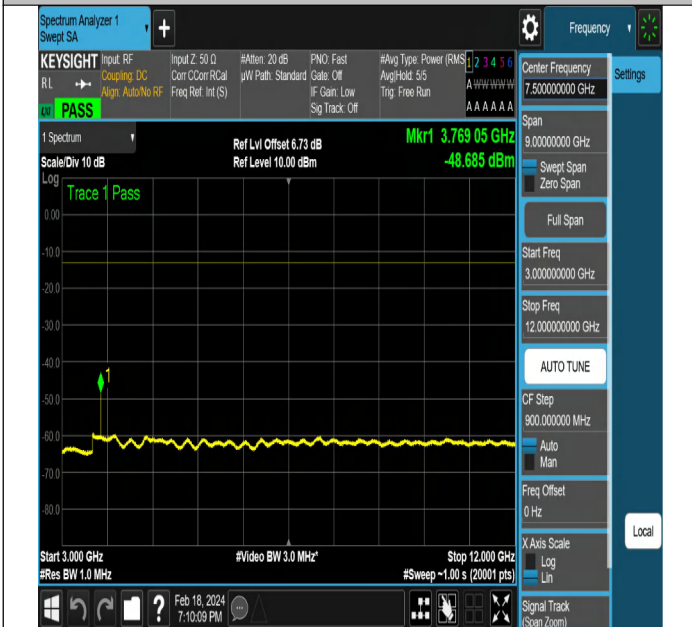 Spectrum Analyzer 1
Swept SA
Frequency
KEYSIGHT
RL
LXI
PASS
Input: RF
Coupling: DC
Align: Auto/No RF
Input Z: 50 Ω
Corr CCorr RCal
Freq Ref: Int (S)
#Atten: 20 dB
µW Path: Standard
PNO: Fast
Gate: Off
IF Gain: Low
Sig Track: Off
#Avg Type: Power (RMS
Avg|Hold: 5/5
Trig: Free Run
1 2 3 4 5 6
A W W W W W
A A A A A A
1 Spectrum
Scale/Div 10 dB
Log
Ref Lvl Offset 6.73 dB
Ref Level 10.00 dBm
Mkr1 3.769 05 GHz
-48.685 dBm
Trace 1 Pass
0.00
-10.0
-20.0
-30.0
-40.0
-50.0
-60.0
-70.0
-80.0
1
Start 3.000 GHz
#Res BW 1.0 MHz
#Video BW 3.0 MHz*
Stop 12.000 GHz
#Sweep ~1.00 s (20001 pts)
Feb 18, 2024
7:10:09 PM
Center Frequency
7.500000000 GHz
Settings
Span
9.00000000 GHz
Swept Span
Zero Span
Full Span
Start Freq
3.000000000 GHz
Stop Freq
12.000000000 GHz
AUTO TUNE
CF Step
900.000000 MHz
Auto
Man
Freq Offset
0 Hz
X Axis Scale
Log
Lin
Local
Signal Track
(Span Zoom)